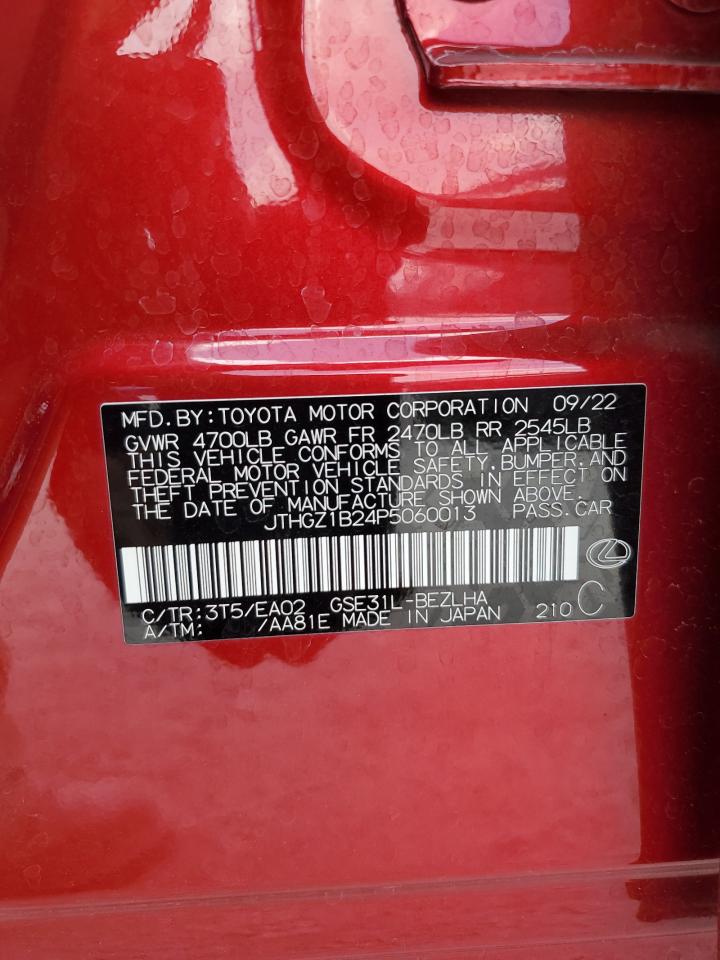 MFD.BY:TOYOTA MOTOR CORPORATION 09/22
GVWR 4700LB GAWR FR 2470LB RR 2545LB
THIS VEHICLE CONFORMS TO ALL APPLICABLE
FEDERAL MOTOR VEHICLE SAFETY,BUMPER,AND
THEFT PREVENTION STANDARDS IN EFFECT ON
THE DATE OF MANUFACTURE SHOWN ABOVE.
JTHGZ1B24P5060013 PASS.CAR
C/TR:3T5/EA02 GSE31L-BEZLHA
A/TM: /AA81E MADE IN JAPAN 210 C